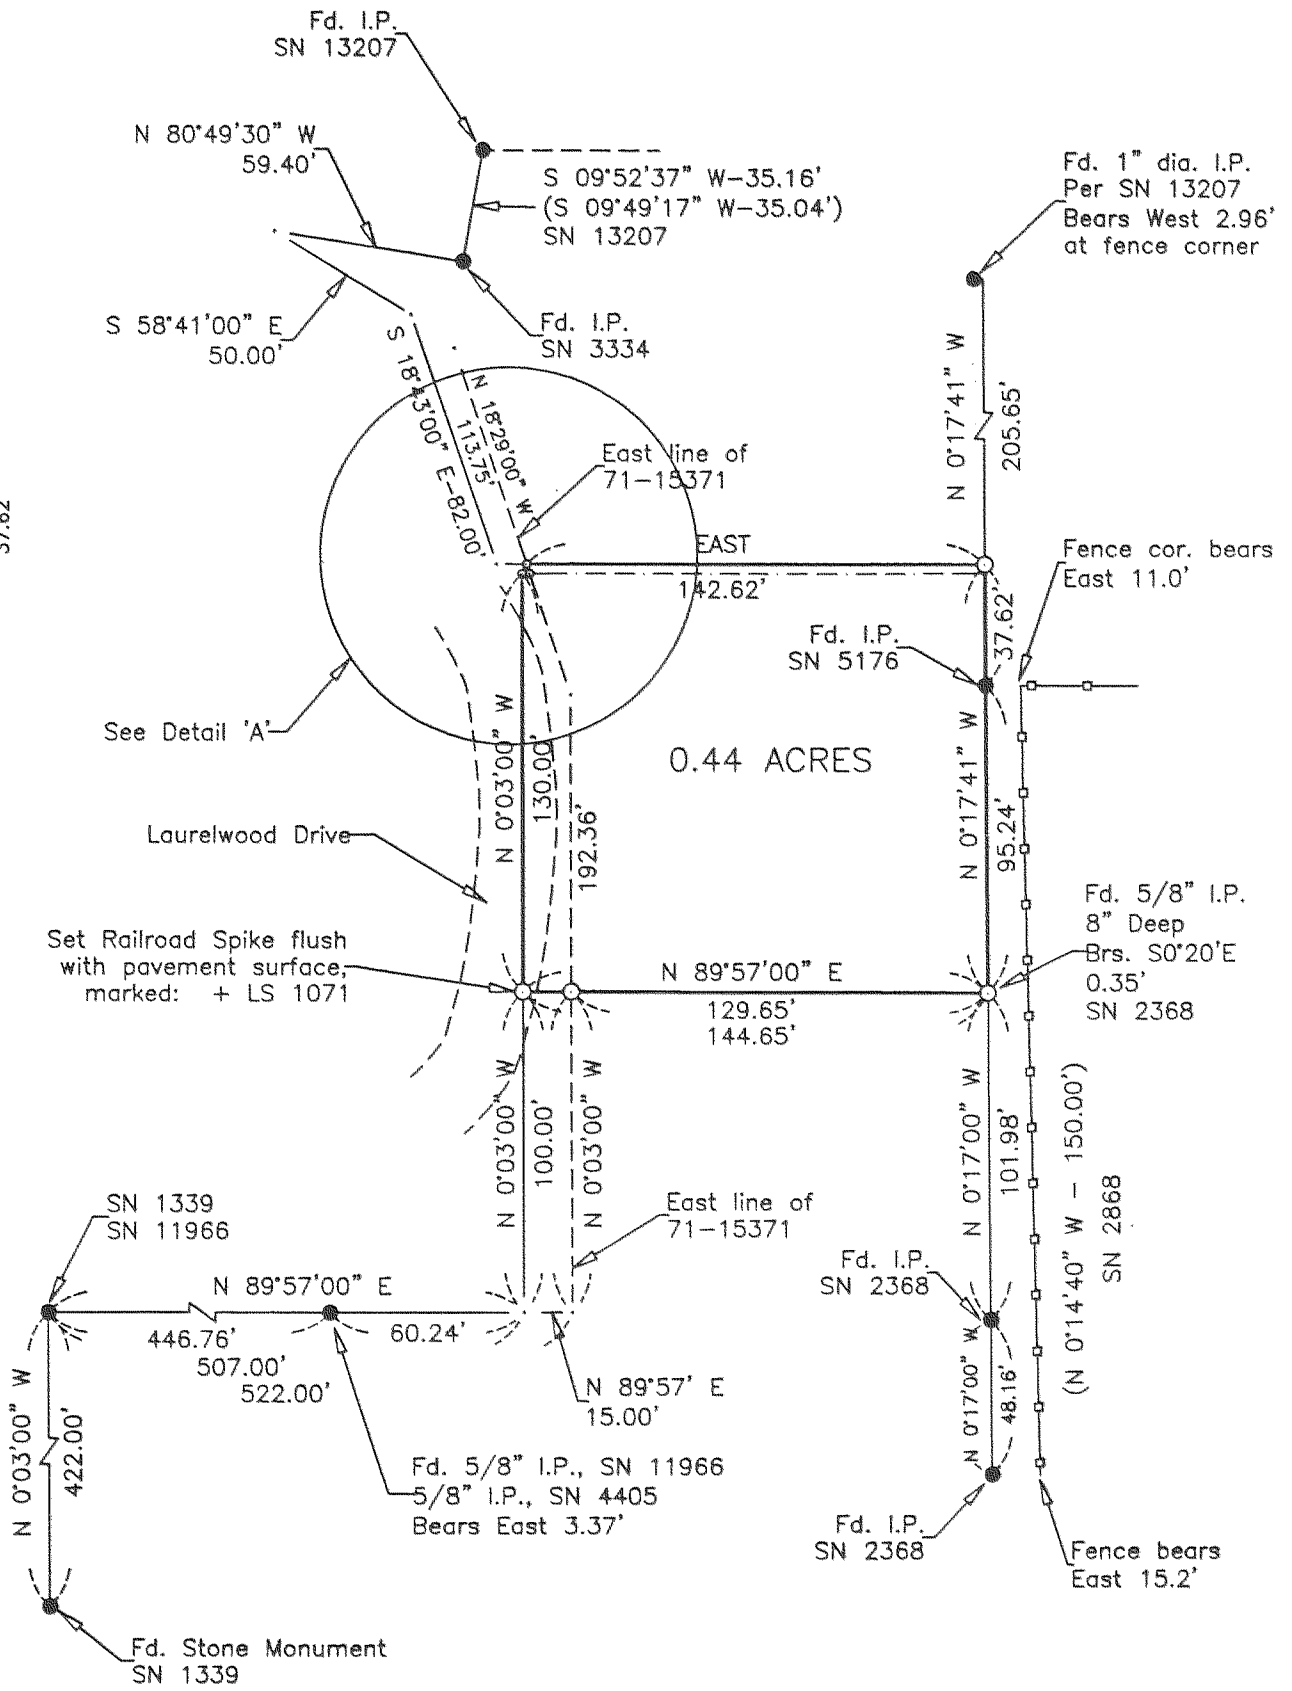 Fd. I.P.
SN 13207
N 80°49'30" W
59.40'
S 09°52'37" W-35.16'
(S 09°49'17" W-35.04')
SN 13207
Fd. 1" dia. I.P.
Per SN 13207
Bears West 2.96'
at fence corner
S 58°41'00" E
50.00'
Fd. I.P.
SN 3334
S 18°43'00" E-82.00'
N 18°29'00" W
113.75'
East line of
71-15371
N 0°17'41" W
205.65'
37.62
EAST
142.62'
Fence cor. bears
East 11.0'
37.62'
Fd. I.P.
SN 5176
See Detail 'A'
N 0°03'00" W
130.00'
192.36'
0.44 ACRES
N 0°17'41" W
95.24'
Laurelwood Drive
Set Railroad Spike flush
with pavement surface,
marked: + LS 1071
N 89°57'00" E
129.65'
144.65'
Fd. 5/8" I.P.
8" Deep
Brs. S0°20'E
0.35'
SN 2368
N 0°03'00" W
100.00'
N 0°03'00" W
N 0°17'00" W
101.98'
(N 0°14'40" W - 150.00')
SN 2868
SN 1339
SN 11966
East line of
71-15371
N 89°57'00" E
446.76'
60.24'
507.00'
522.00'
N 89°57' E
15.00'
Fd. I.P.
SN 2368
N 0°17'00" W
48.16'
N 0°03'00" W
422.00'
Fd. 5/8" I.P., SN 11966
5/8" I.P., SN 4405
Bears East 3.37'
Fd. I.P.
SN 2368
Fence bears
East 15.2'
Fd. Stone Monument
SN 1339